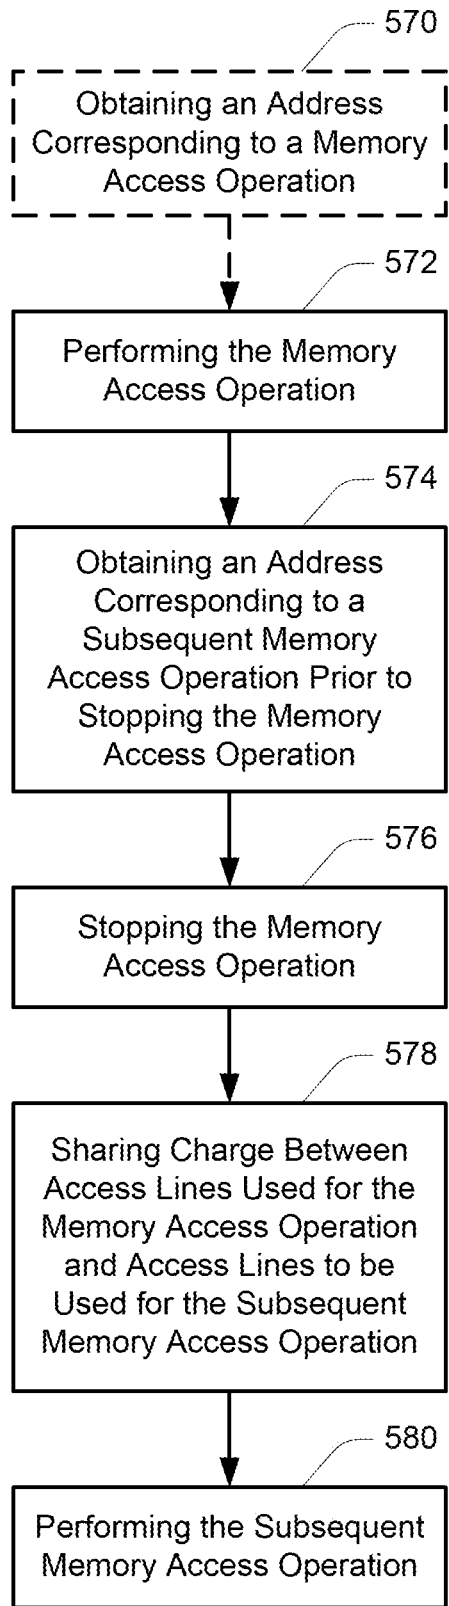 570
Obtaining an Address
Corresponding to a Memory
Access Operation
572
Performing the Memory
Access Operation
574
Obtaining an Address
Corresponding to a
Subsequent Memory
Access Operation Prior to
Stopping the Memory
Access Operation
576
Stopping the Memory
Access Operation
578
Sharing Charge Between
Access Lines Used for the
Memory Access Operation
and Access Lines to be
Used for the Subsequent
Memory Access Operation
580
Performing the Subsequent
Memory Access Operation